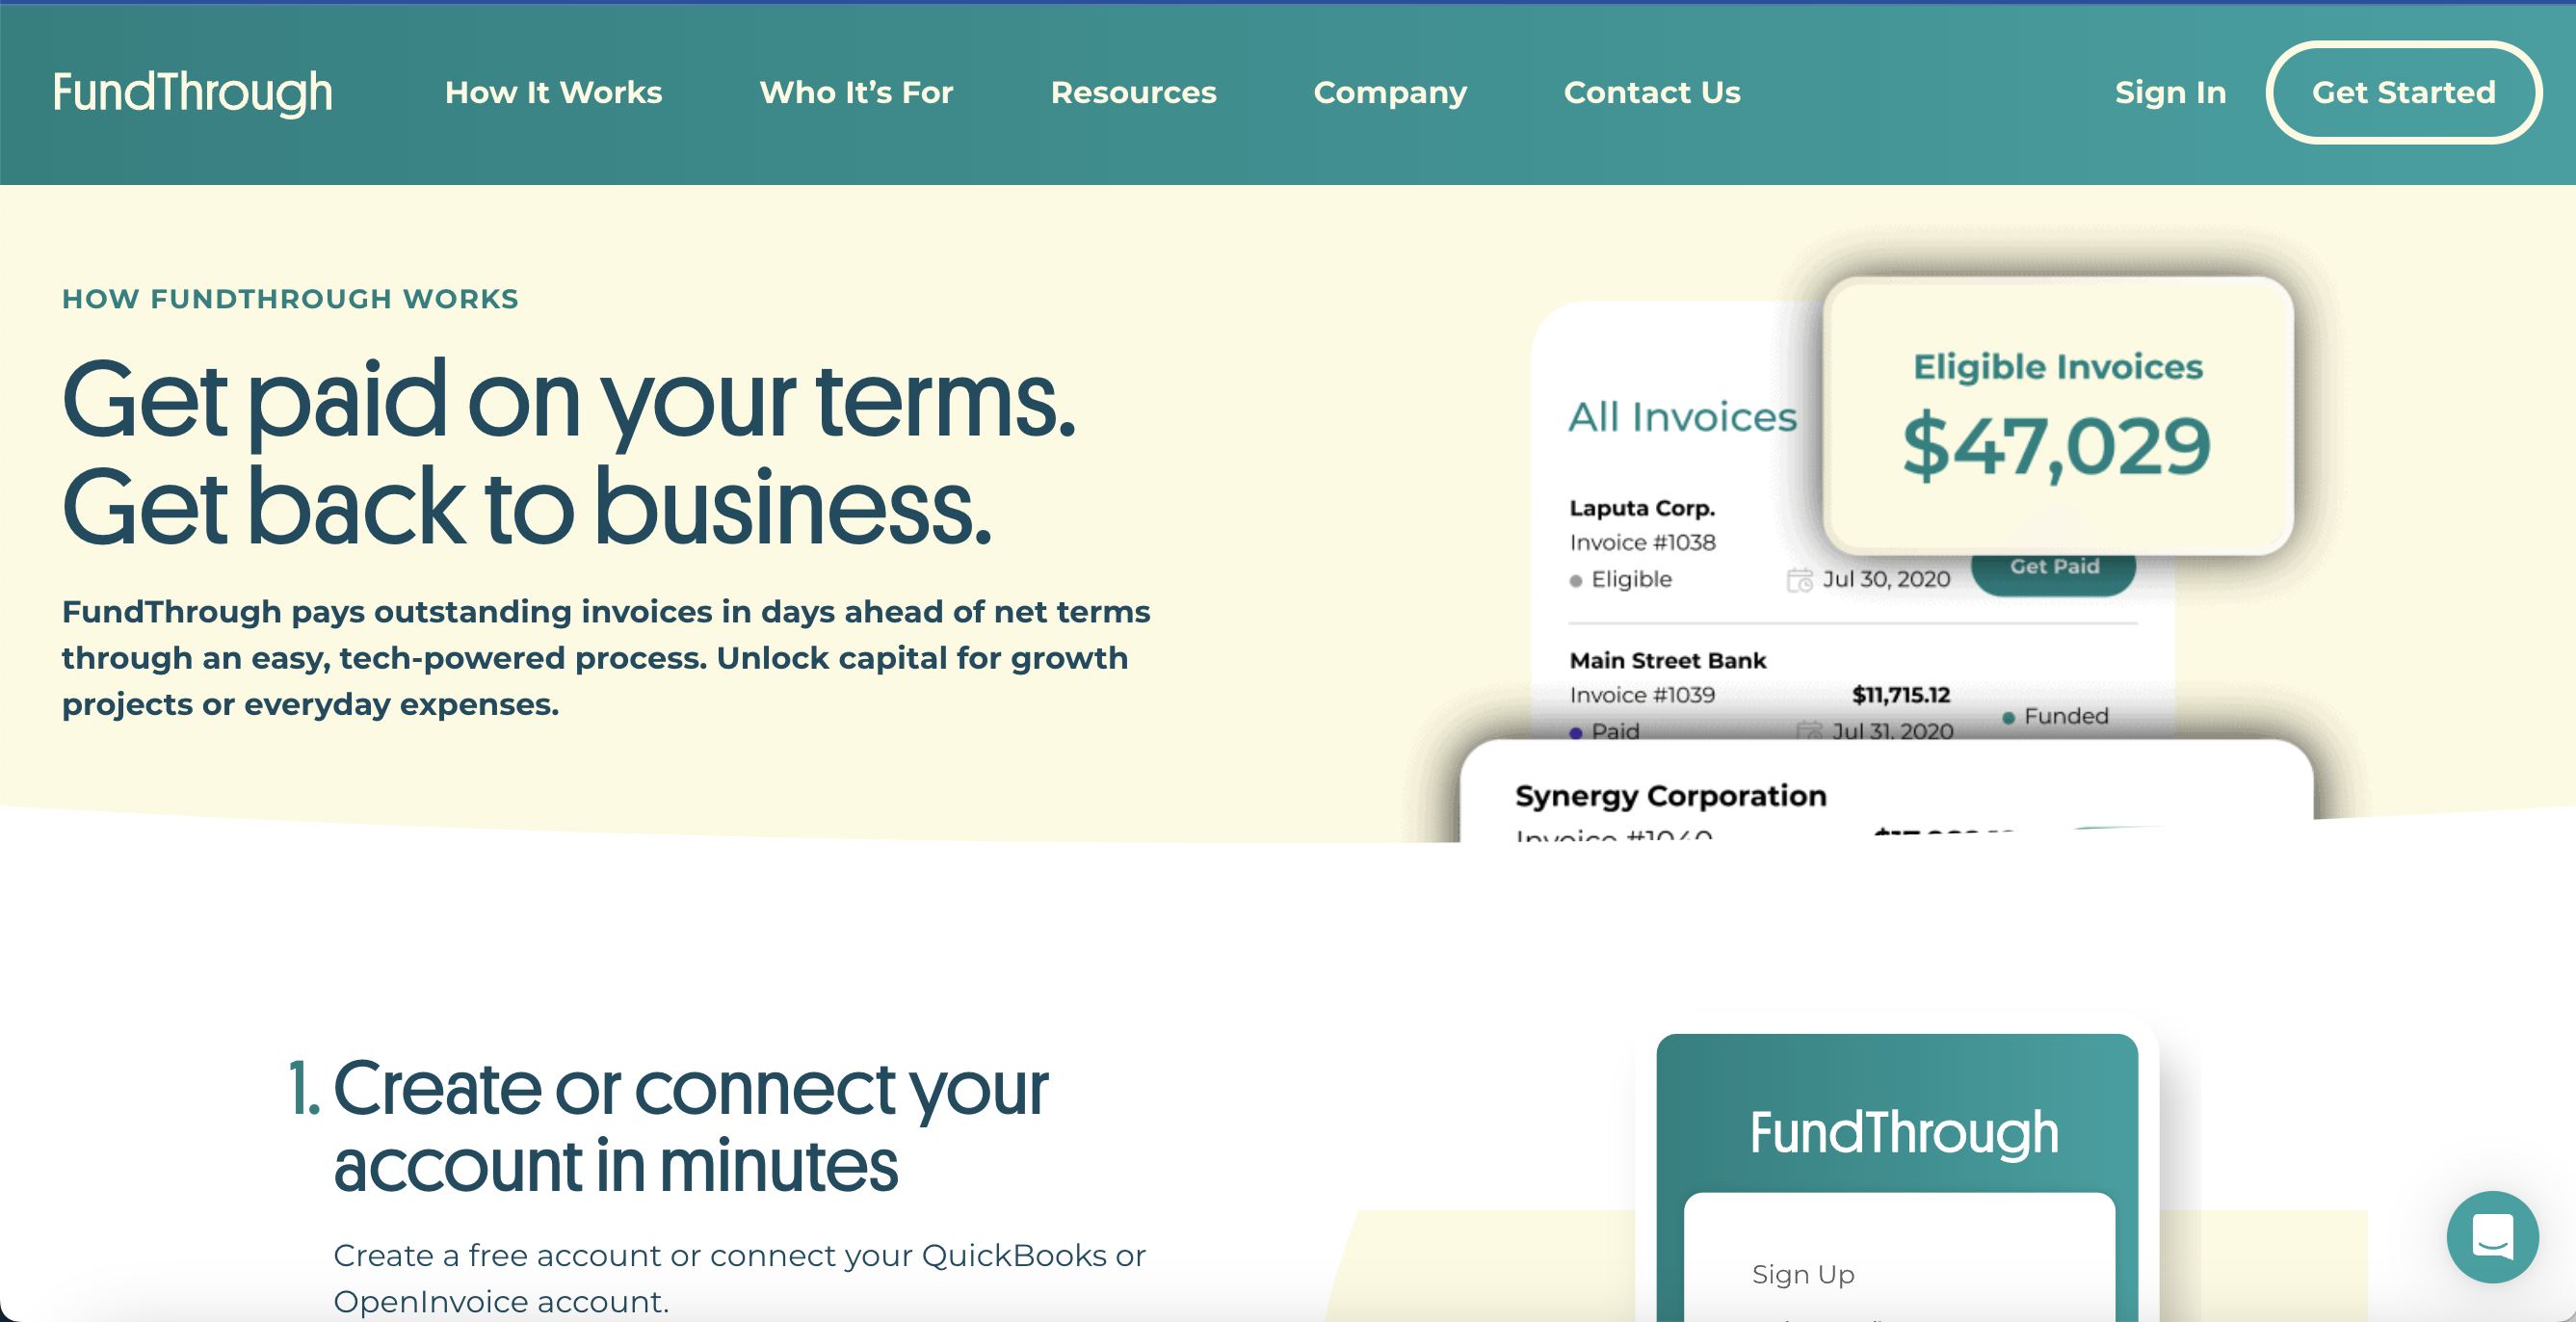 FundThrough
How It Works
Who It’s For
Resources
Company
Contact Us
Sign In
Get Started
HOW FUNDTHROUGH WORKS
Get paid on your terms.
Get back to business.
FundThrough pays outstanding invoices in days ahead of net terms
through an easy, tech-powered process. Unlock capital for growth
projects or everyday expenses.
Eligible Invoices
$47,029
All Invoices
Laputa Corp.
Invoice #1038
Eligible
Jul 30, 2020
Get Paid
Main Street Bank
Invoice #1039
$11,715.12
Funded
Paid
Jul 31, 2020
Synergy Corporation
Invoice #1040
1. Create or connect your
account in minutes
Create a free account or connect your QuickBooks or
OpenInvoice account.
FundThrough
Sign Up